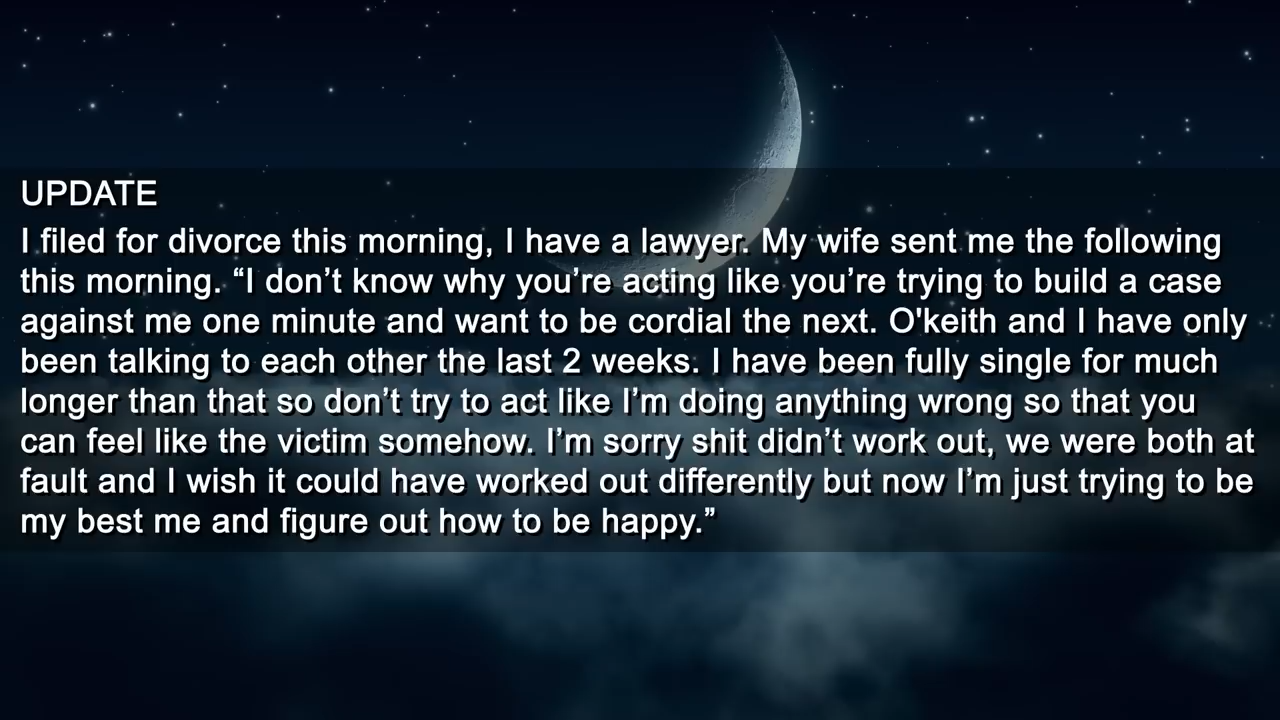 UPDATE
I filed for divorce this morning, I have a lawyer. My wife sent me the following
this morning. “I don’t know why you’re acting like you’re trying to build a case
against me one minute and want to be cordial the next. O'keith and I have only
been talking to each other the last 2 weeks. I have been fully single for much
longer than that so don’t try to act like I’m doing anything wrong so that you
can feel like the victim somehow. I’m sorry shit didn’t work out, we were both at
fault and I wish it could have worked out differently but now I’m just trying to be
my best me and figure out how to be happy.”